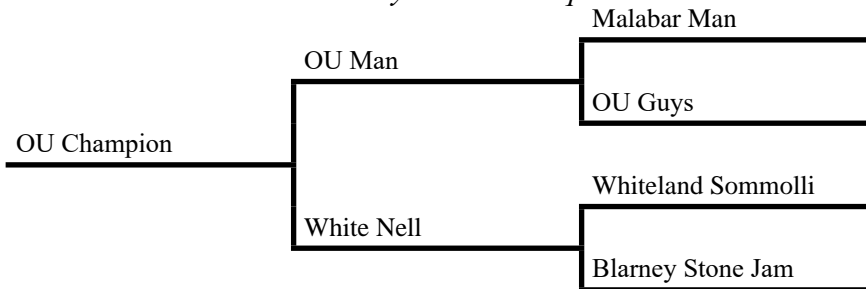 Malabar Man
OU Man
OU Guys
OU Champion
Whiteland Sommolli
White Nell
Blarney Stone Jam